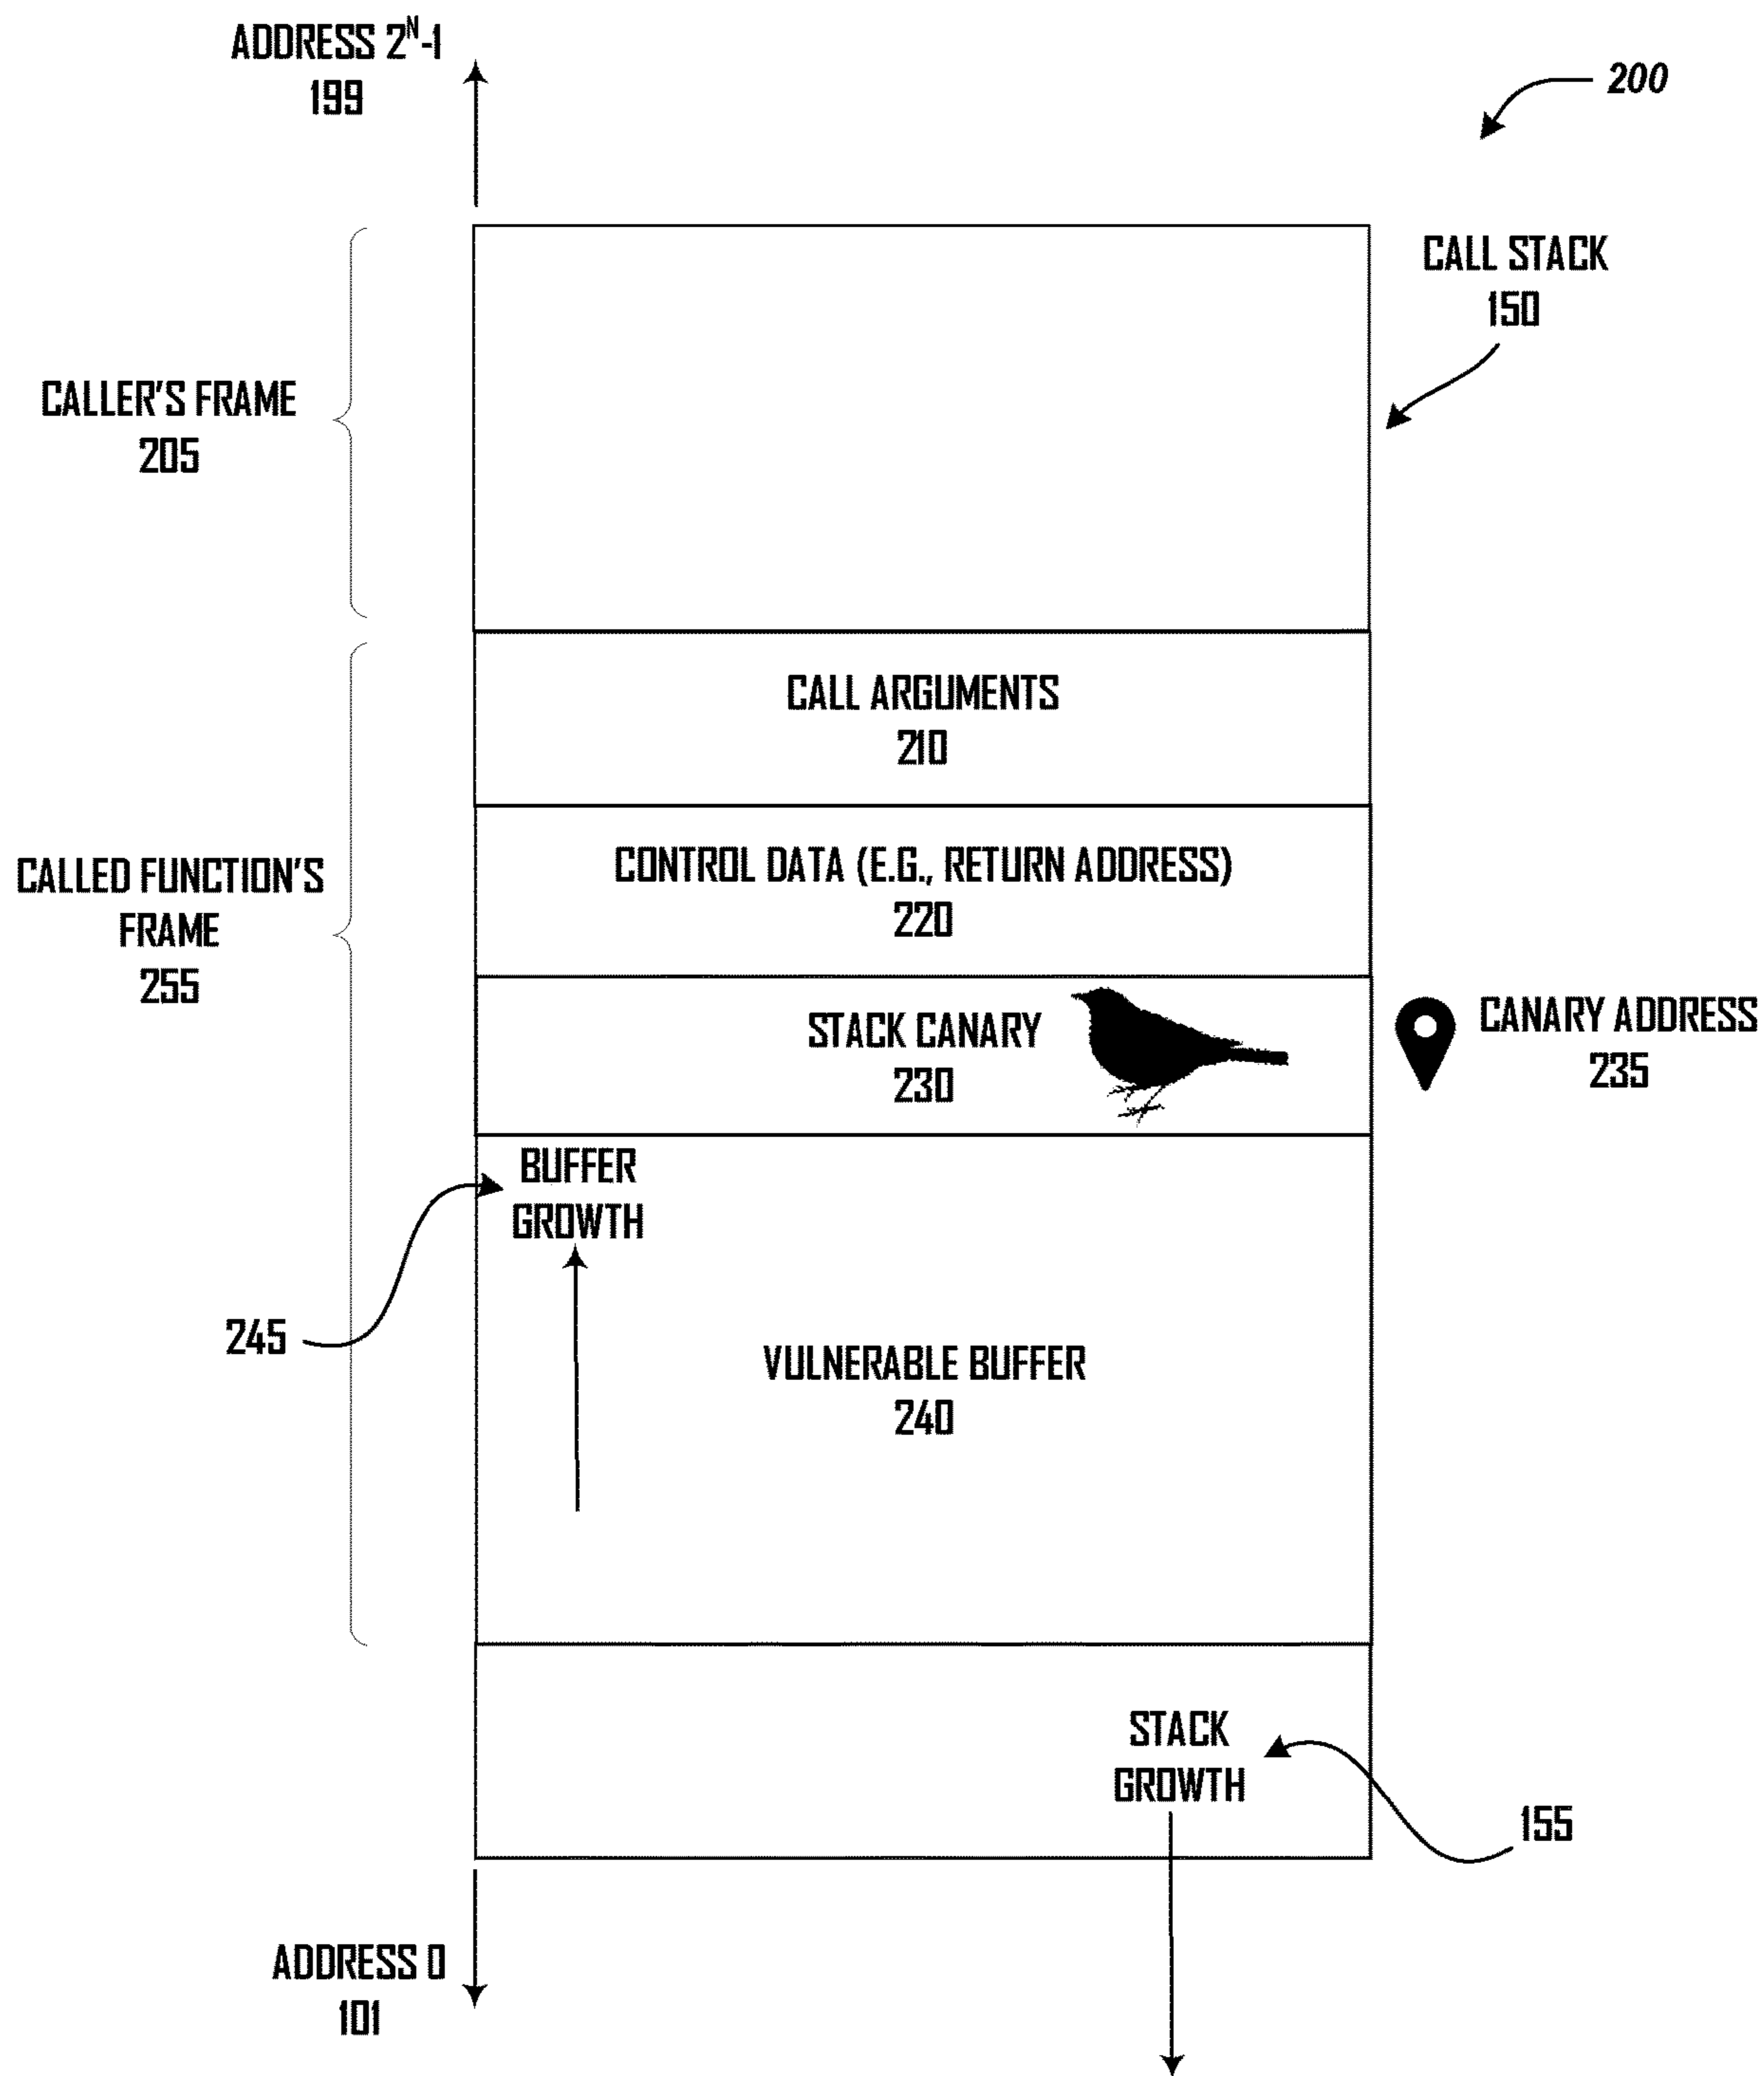 ADDRESS 2ᴺ-1
199
200
CALL STACK
150
CALLER'S FRAME
205
CALL ARGUMENTS
210
CONTROL DATA (E.G., RETURN ADDRESS)
220
CALLED FUNCTION'S
FRAME
255
STACK CANARY
230
CANARY ADDRESS
235
BUFFER
GROWTH
245
VULNERABLE BUFFER
240
STACK
GROWTH
155
ADDRESS 0
101